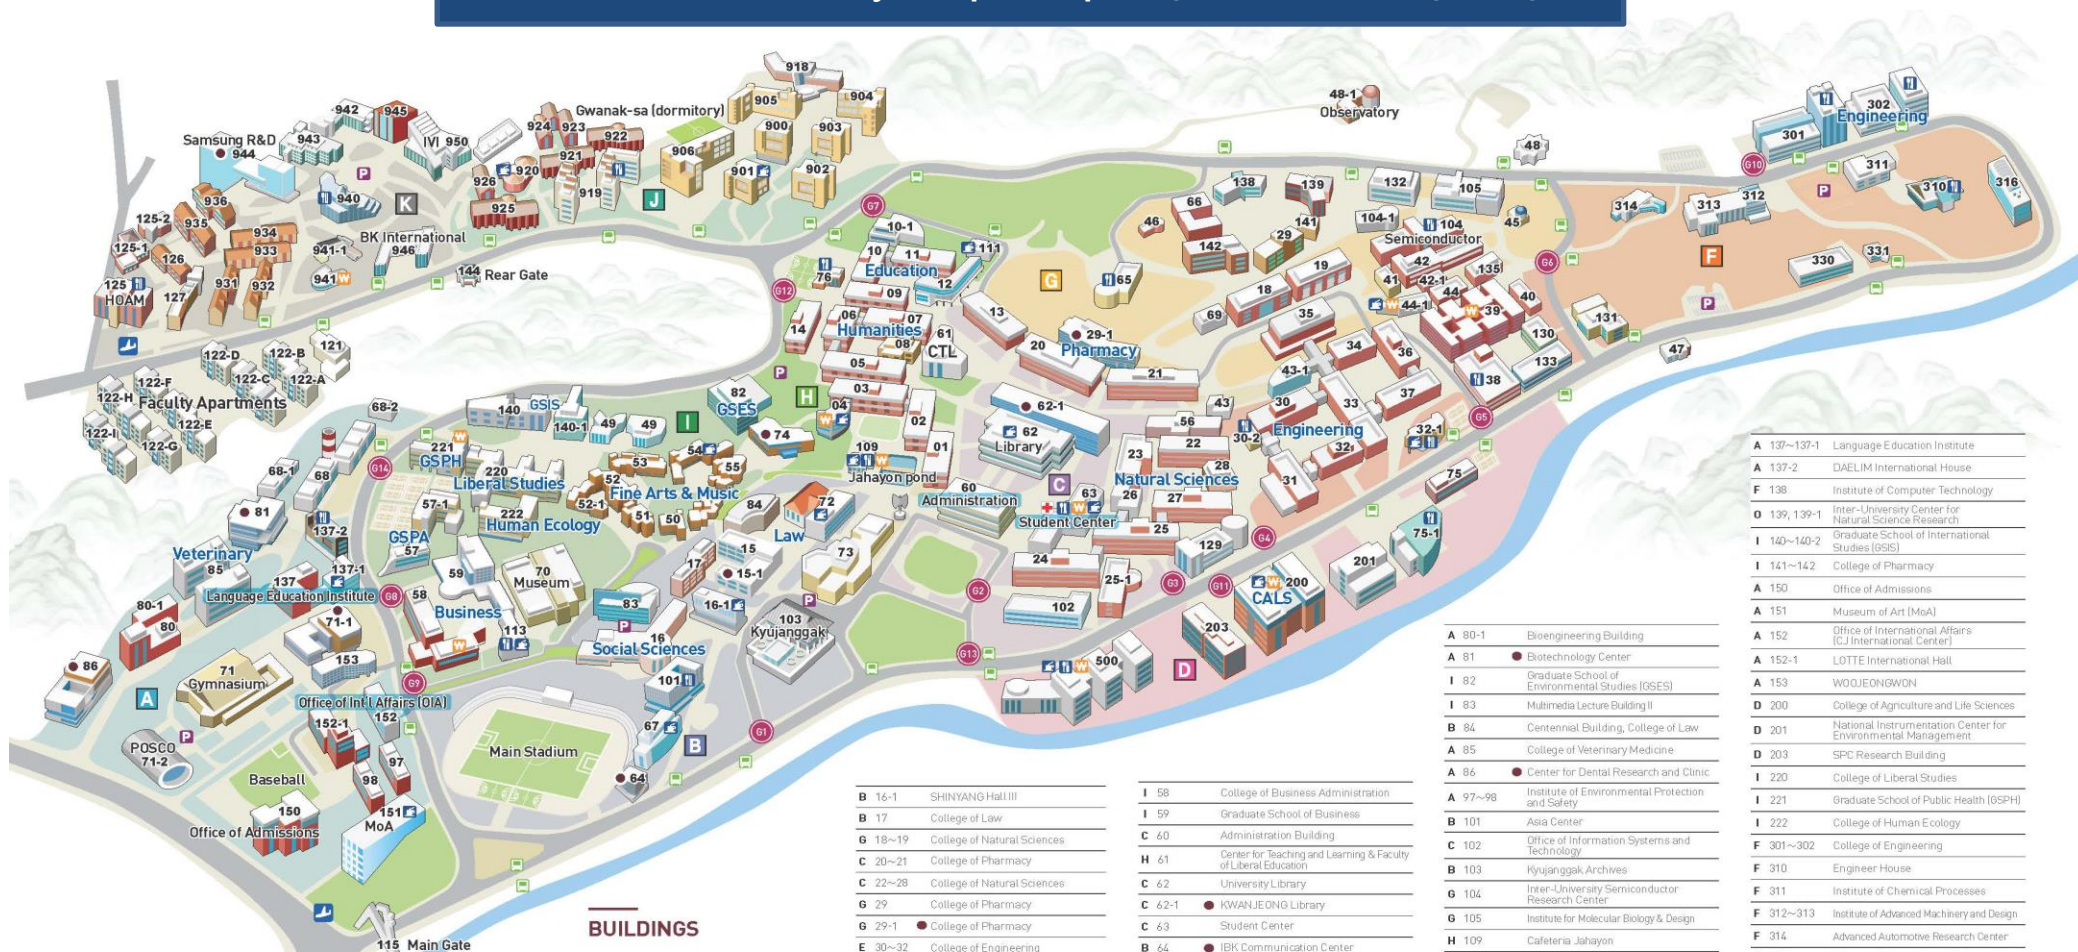 918
905
904
942
945
48-1
Observatory
302
Engineering
301
Gwanak-sa (dormitory)
924
923
922
900
903
Samsung R&D
944
943
IVI 950
921
906
48
311
926
920
901
902
919
G10
310
316
936
940
K
925
J
G7
138
139
132
105
314
313
312
125-2
935
934
BK International
66
46
141
104-1
104
45
Semiconductor
125-1
933
941-1
946
10-1
142
29
126
10
11
111
42
G6
F
331
144 Rear Gate
Education
76
12
G
65
19
135
330
125
HOAM
127
931
932
941
G12
09
18
41
42-1
44
40
44-1
39
14
06
07
Humanities
13
69
35
131
121
08
61
CTL
29-1
Pharmacy
20
34
36
130
133
47
122-D
122-B
122-C
122-A
122-F
122-H
Faculty Apartments
122-E
122-I
122-G
05
82
GSES
H
03
21
43-1
37
38
68-2
140
GSIS
140-1
49
49
I
04
62-1
43
30
33
G5
74
02
62
Library
56
30-2
Engineering
32-1
221
GSPH
54
109
01
22
32
G14
68-1
68
220
Liberal Studies
53
55
Jahayon pond
23
28
Natural Sciences
75
52
Fine Arts & Music
C
60
Administration
63
26
27
31
81
137-2
57-1
222
Human Ecology
52-1
51
50
84
72
Student Center
75-1
GSPA
57
Law
25
G4
Veterinary
85
15
73
129
137
137-1
59
70
Museum
17
15-1
24
201
Language Education Institute
G8
58
25-1
G3
G11
200
CALS
80-1
80
71-1
Business
83
16-1
103
Kyujanggak
G2
102
113
16
Social Sciences
203
86
71
Gymnasium
153
G9
101
G13
500
D
A
Office of Int'l Affairs (OIA)
152-1
152
67
B
G1
POSCO
71-2
Main Stadium
Baseball
98
97
64
150
Office of Admissions
151
MoA
115 Main Gate
BUILDINGS
B 16-1 SHINYANG Hall III
B 17 College of Law
G 18~19 College of Natural Sciences
C 20~21 College of Pharmacy
C 22~28 College of Natural Sciences
G 29 College of Pharmacy
G 29-1 College of Pharmacy
E 30~32 College of Engineering
I 58 College of Business Administration
I 59 Graduate School of Business
C 60 Administration Building
H 61 Center for Teaching and Learning & Faculty
of Liberal Education
C 62 University Library
C 62-1 KWANJEONG Library
C 63 Student Center
B 64 IBK Communication Center
A 80-1 Bioengineering Building
A 81 Biotechnology Center
I 82 Graduate School of
Environmental Studies (GSES)
I 83 Multimedia Lecture Building II
B 84 Centennial Building, College of Law
A 85 College of Veterinary Medicine
A 86 Center for Dental Research and Clinic
A 97~98 Institute of Environmental Protection
and Safety
B 101 Asia Center
C 102 Office of Information Systems and
Technology
B 103 Kyujanggak Archives
G 104 Inter-University Semiconductor
Research Center
G 105 Institute for Molecular Biology & Design
H 109 Cafeteria Jahayon
A 137~137-1 Language Education Institute
A 137-2 DAELIM International House
F 138 Institute of Computer Technology
O 139, 139-1 Inter-University Center for
Natural Science Research
I 140~140-2 Graduate School of International
Studies (GSIS)
I 141~142 College of Pharmacy
A 150 Office of Admissions
A 151 Museum of Art (MoA)
A 152 Office of International Affairs
(CJ International Center)
A 152-1 LOTTE International Hall
A 153 WOOJEONGWON
D 200 College of Agriculture and Life Sciences
D 201 National Instrumentation Center for
Environmental Management
D 203 SPC Research Building
I 220 College of Liberal Studies
I 221 Graduate School of Public Health (GSPH)
I 222 College of Human Ecology
F 301~302 College of Engineering
F 310 Engineer House
F 311 Institute of Chemical Processes
F 312~313 Institute of Advanced Machinery and Design
F 314 Advanced Automotive Research Center